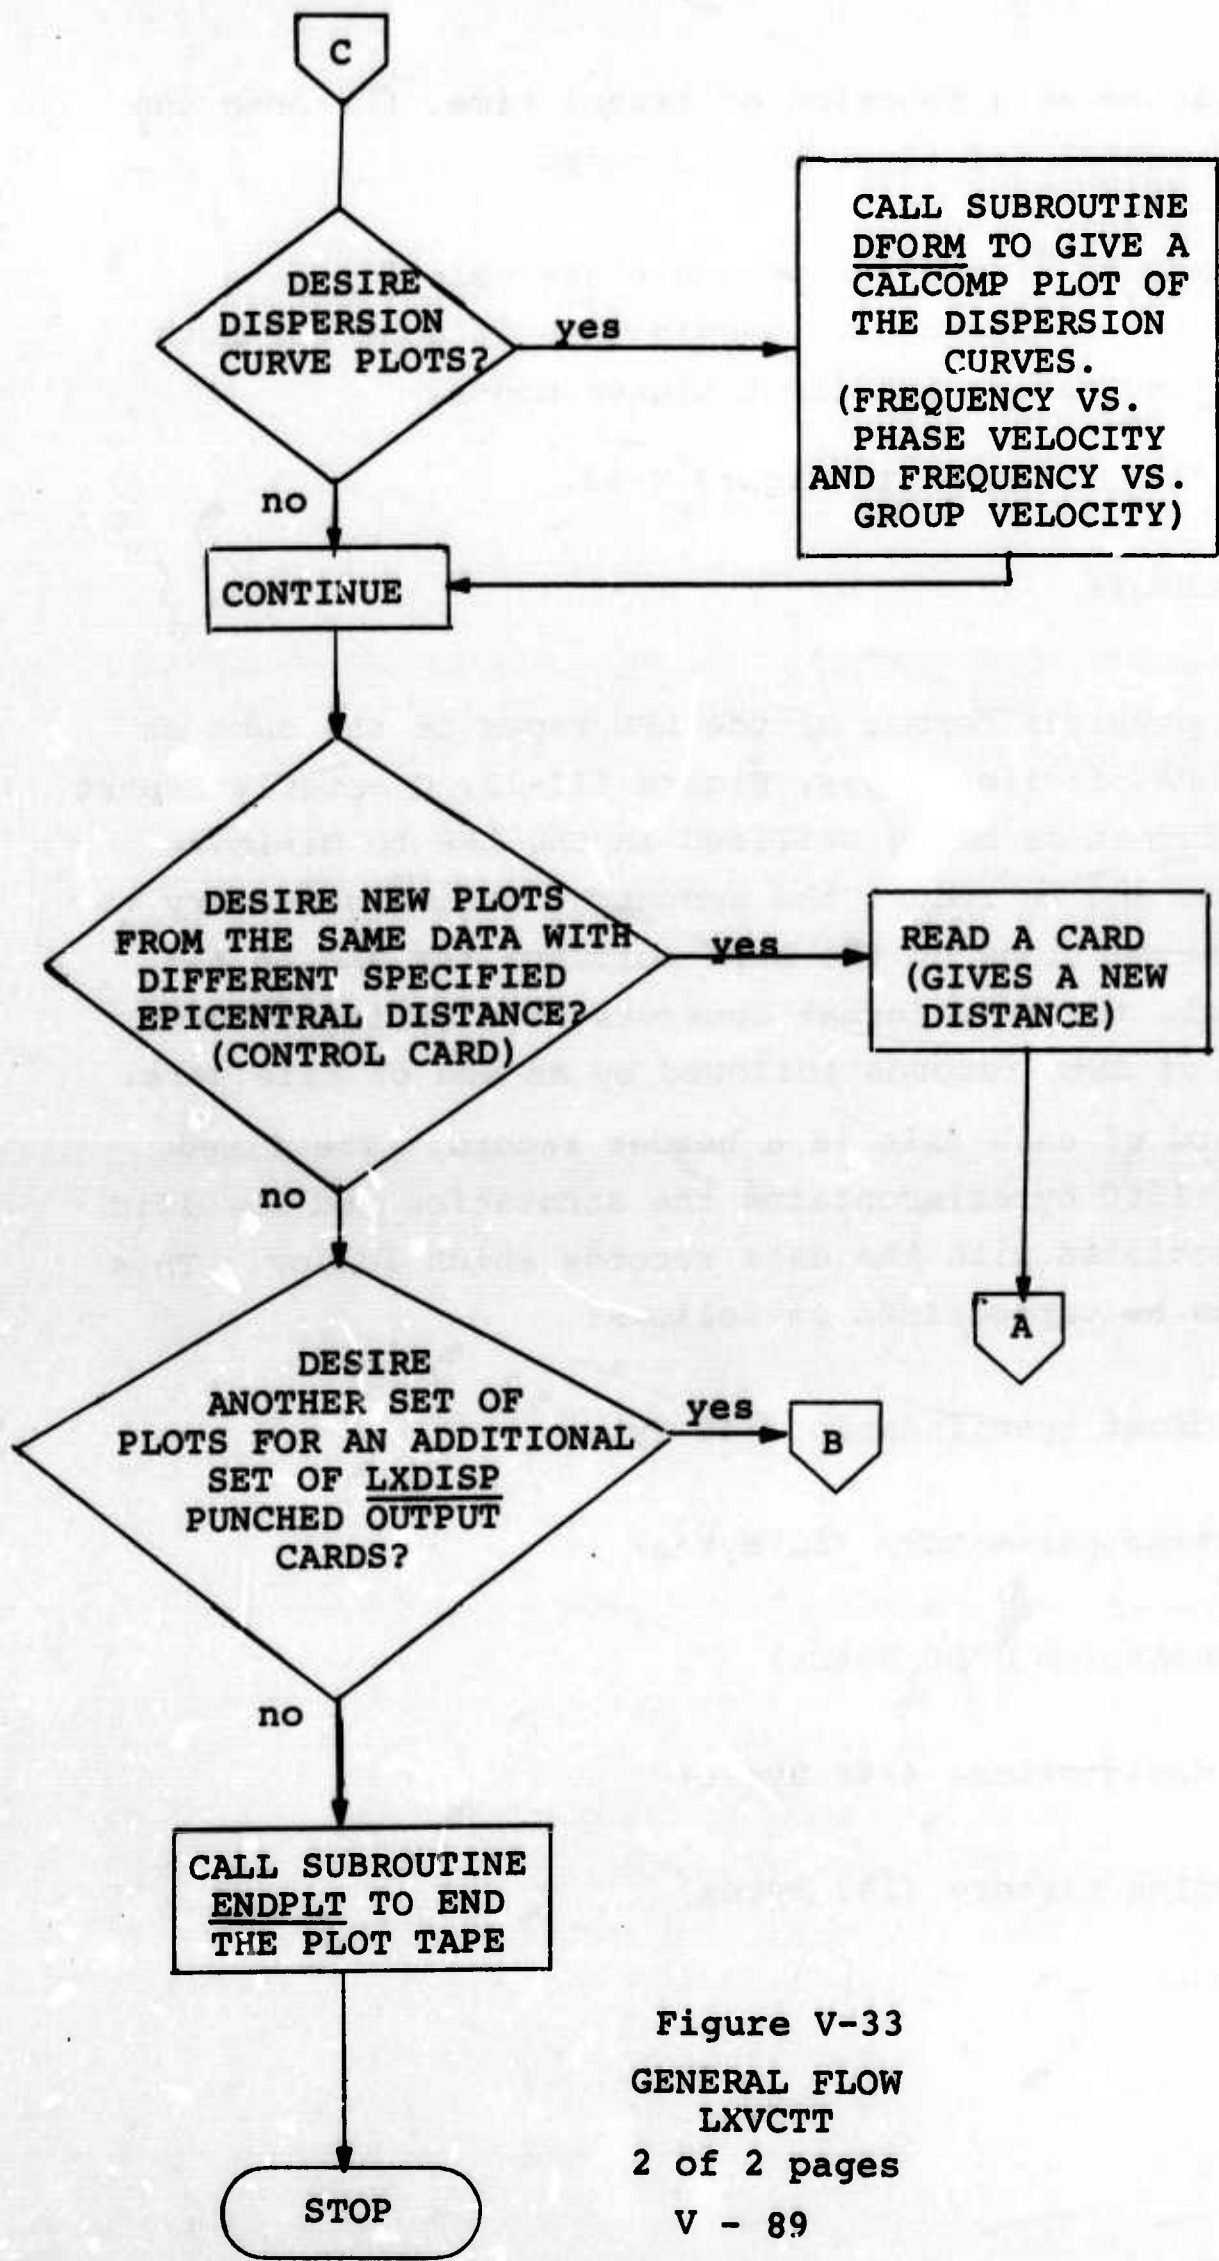 C
DESIRE
DISPERSION
CURVE PLOTS?
yes
CALL SUBROUTINE
DFORM TO GIVE A
CALCOMP PLOT OF
THE DISPERSION
CURVES.
(FREQUENCY VS.
PHASE VELOCITY
AND FREQUENCY VS.
GROUP VELOCITY)
no
CONTINUE
DESIRE NEW PLOTS
FROM THE SAME DATA WITH
DIFFERENT SPECIFIED
EPICENTRAL DISTANCE?
(CONTROL CARD)
yes
READ A CARD
(GIVES A NEW
DISTANCE)
A
no
DESIRE
ANOTHER SET OF
PLOTS FOR AN ADDITIONAL
SET OF LXDISP
PUNCHED OUTPUT
CARDS?
yes
B
no
CALL SUBROUTINE
ENDPLT TO END
THE PLOT TAPE
STOP
Figure V-33
GENERAL FLOW
LXVCTT
2 of 2 pages
V - 89